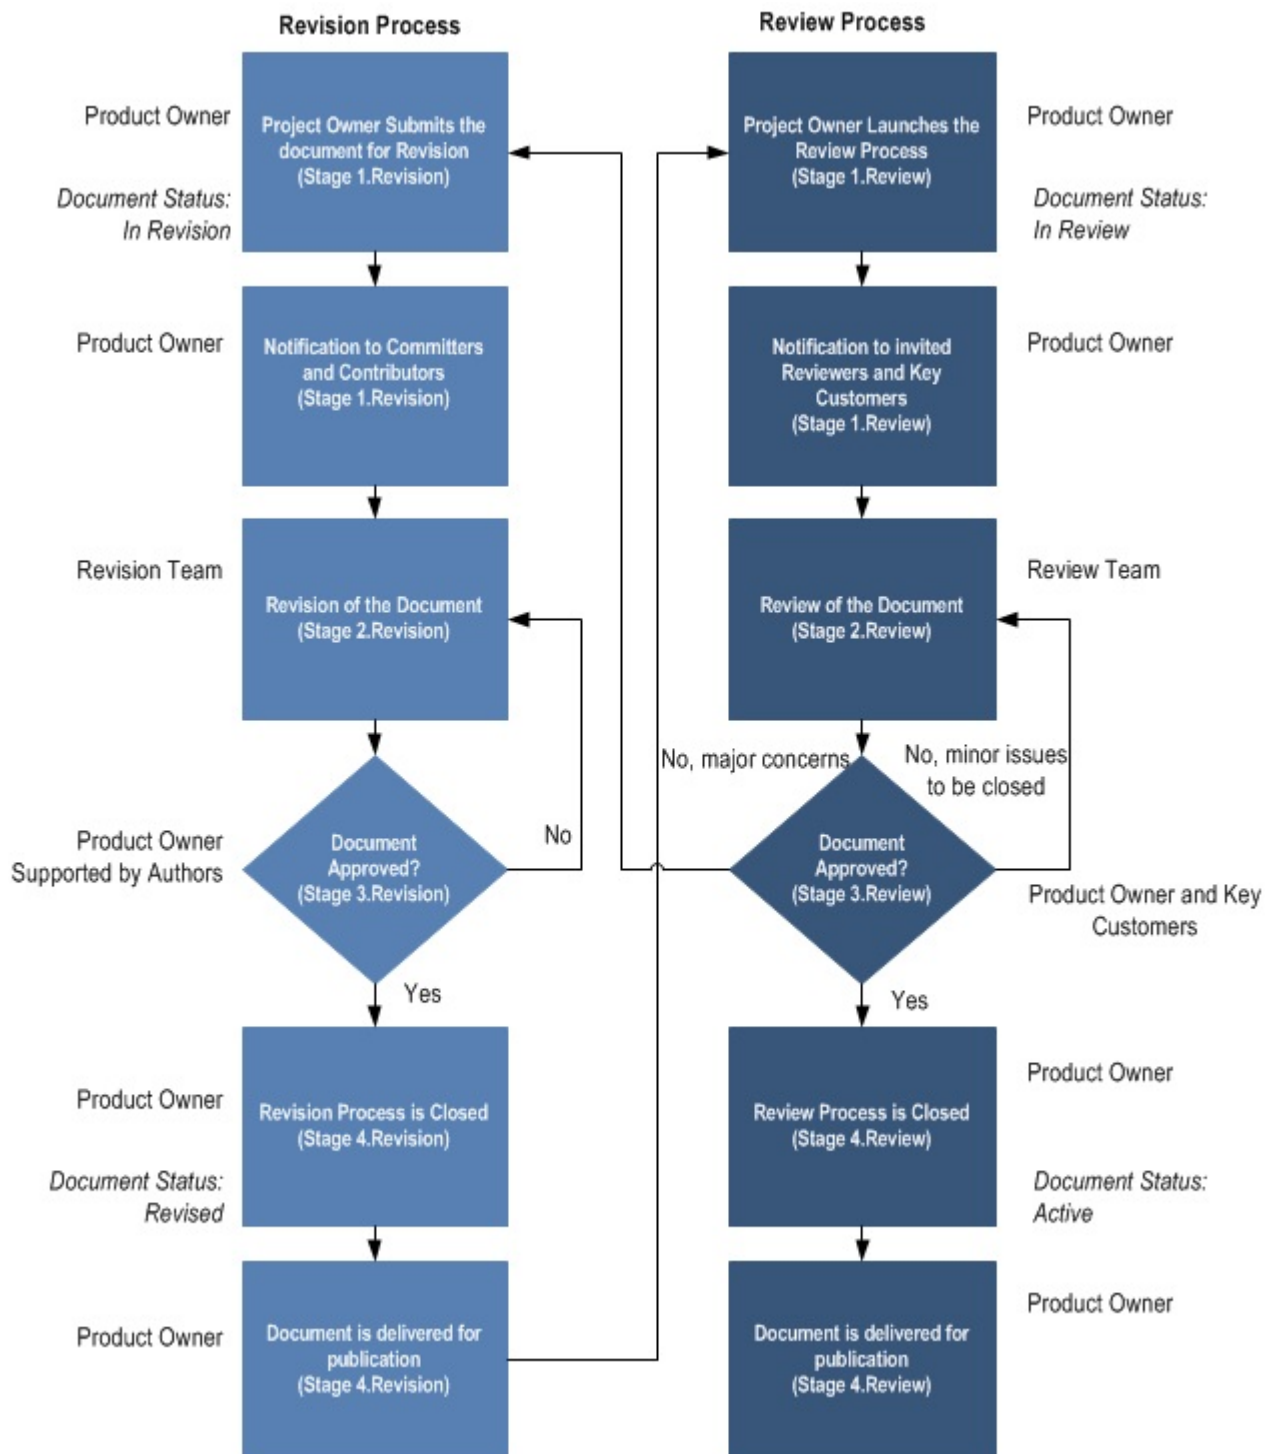 Revision Process
Review Process
Product Owner
Project Owner Submits the
document for Revision
(Stage 1.Revision)
Project Owner Launches the
Review Process
(Stage 1.Review)
Product Owner
Document Status:
In Revision
Document Status:
In Review
Product Owner
Notification to Committers
and Contributors
(Stage 1.Revision)
Notification to invited
Reviewers and Key
Customers
(Stage 1.Review)
Product Owner
Revision Team
Revision of the Document
(Stage 2.Revision)
Review of the Document
(Stage 2.Review)
Review Team
No, major concerns
No, minor issues
to be closed
Product Owner
Supported by Authors
Document
Approved?
(Stage 3.Revision)
No
Document
Approved?
(Stage 3.Review)
Product Owner and Key
Customers
Yes
Yes
Product Owner
Revision Process is Closed
(Stage 4.Revision)
Review Process is Closed
(Stage 4.Review)
Product Owner
Document Status:
Revised
Document Status:
Active
Product Owner
Document is delivered for
publication
(Stage 4.Revision)
Document is delivered for
publication
(Stage 4.Review)
Product Owner